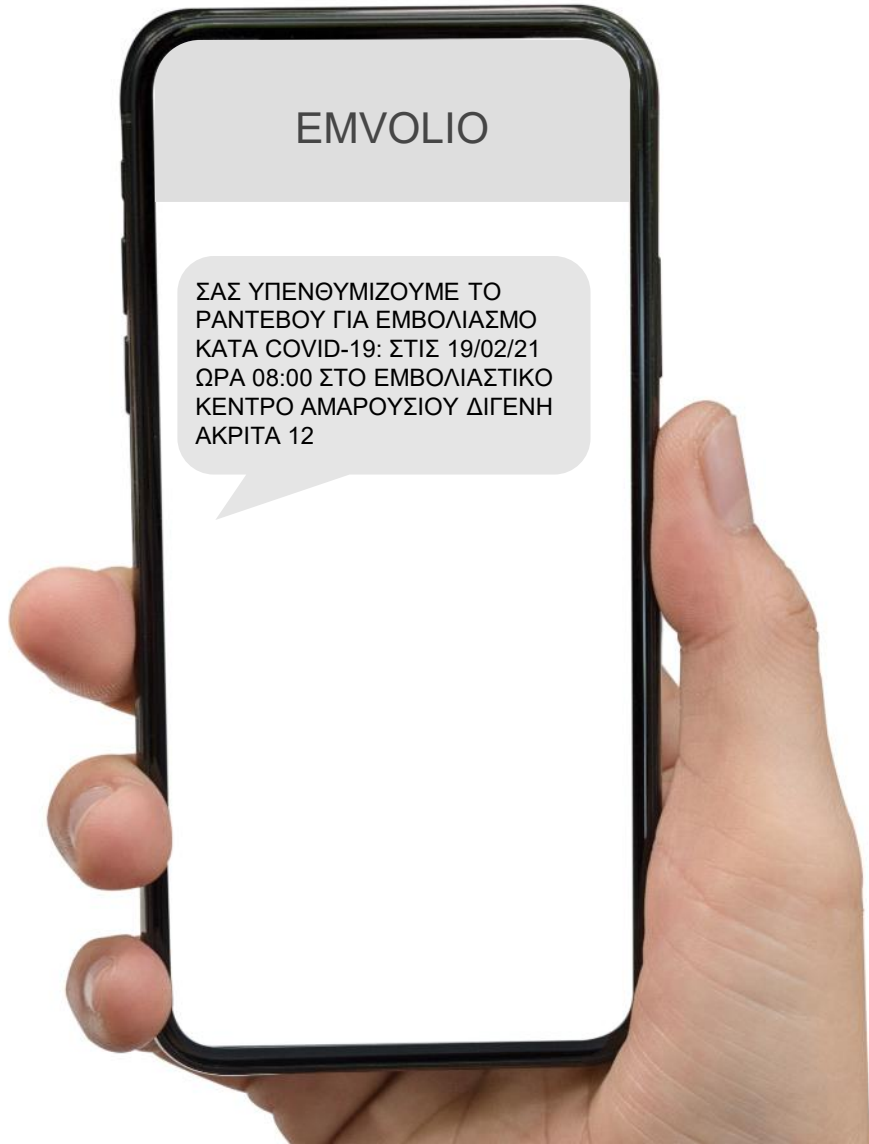 EMVOLIO
ΣΑΣ ΥΠΕΝΘΥΜΙΖΟΥΜΕ ΤΟ
ΡΑΝΤΕΒΟΥ ΓΙΑ ΕΜΒΟΛΙΑΣΜΟ
ΚΑΤΑ COVID-19: ΣΤΙΣ 19/02/21
ΩΡΑ 08:00 ΣΤΟ ΕΜΒΟΛΙΑΣΤΙΚΟ
ΚΕΝΤΡΟ ΑΜΑΡΟΥΣΙΟΥ ΔΙΓΕΝΗ
ΑΚΡΙΤΑ 12